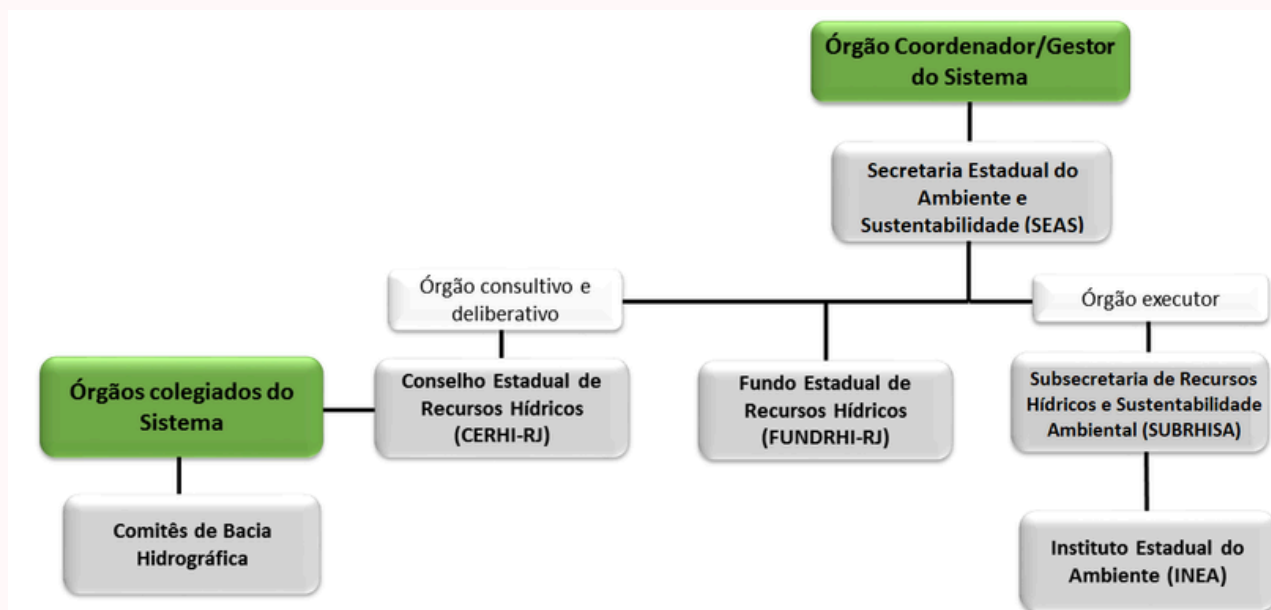 Órgão Coordenador/Gestor
do Sistema
Secretaria Estadual do
Ambiente e
Sustentabilidade (SEAS)
Órgão consultivo e
deliberativo
Órgão executor
Órgãos colegiados do
Sistema
Conselho Estadual de
Recursos Hídricos
(CERHI-RJ)
Fundo Estadual de
Recursos Hídricos
(FUNDRHI-RJ)
Subsecretaria de Recursos
Hídricos e Sustentabilidade
Ambiental (SUBRHISA)
Comitês de Bacia
Hidrográfica
Instituto Estadual do
Ambiente (INEA)